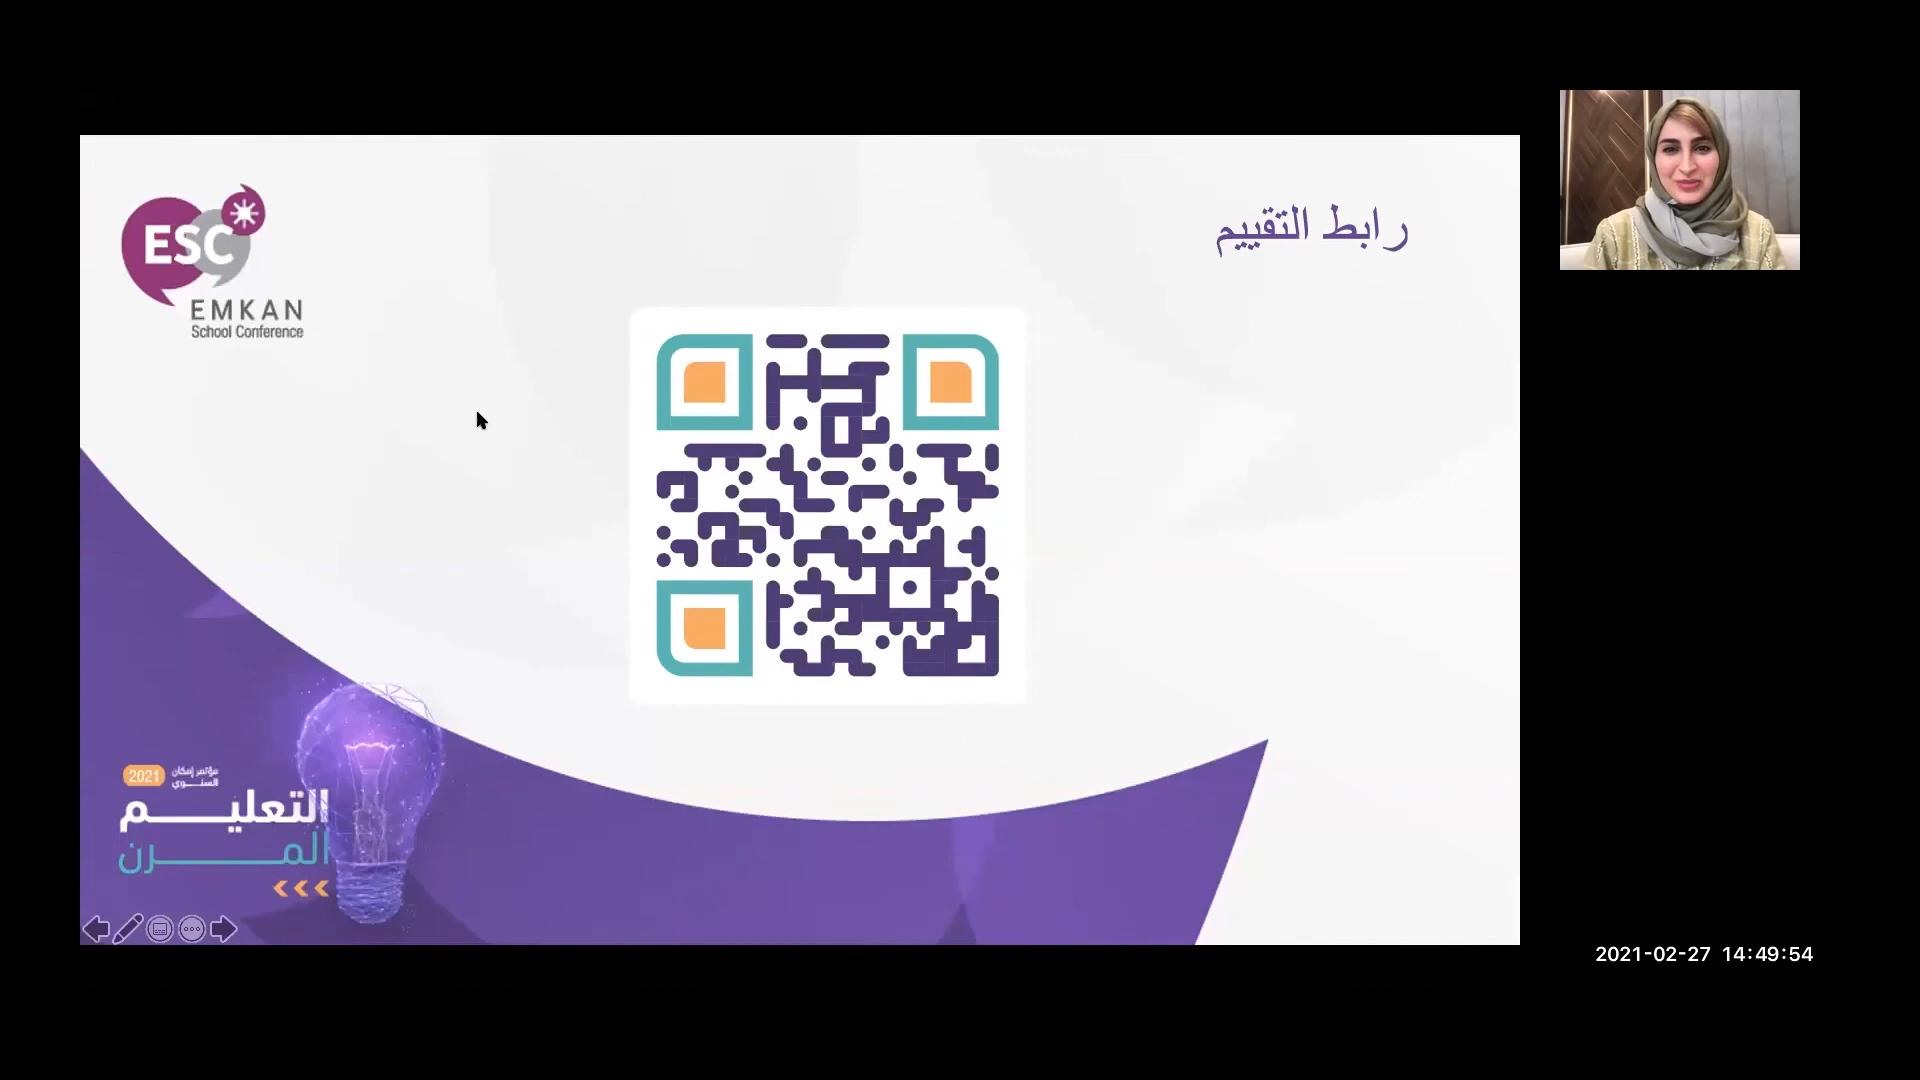 رابط التقييم
ESC
EMKAN
School Conference
2021
مؤتمر إمكان
السنوي
التعليم
المرن
2021-02-27 14:49:54